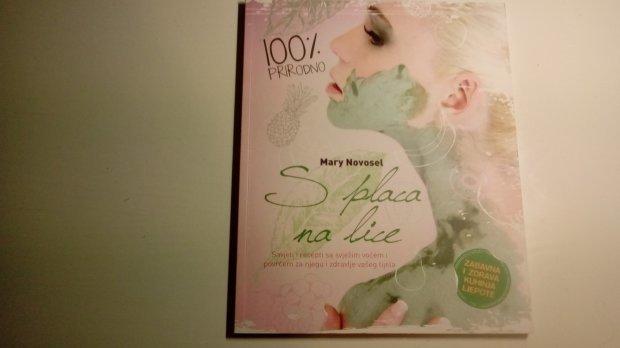 100%
PRIRODNO
Mary Novosel
S placa
na lice
Savjeti i recepti sa svježim voćem i
povrćem za njegu i zdravlje vašeg tijela
ZABAVNA
I ZDRAVA
KUHINJA
LJEPOTE